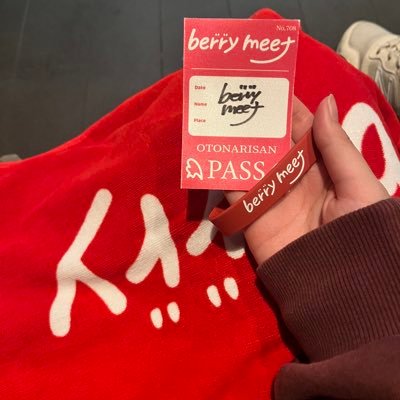 No.708
berry meet
Date
Name
Place
berry
meet
OTONARISAN
PASS
berry meet